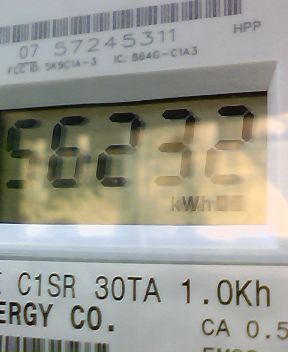 07 57245311
HPP
FCC ID: SK9C1A-3 IC: 864G-C1A3
56232
kWh
C1SR 30TA 1.0Kh
ERGY CO.
CA 0.5